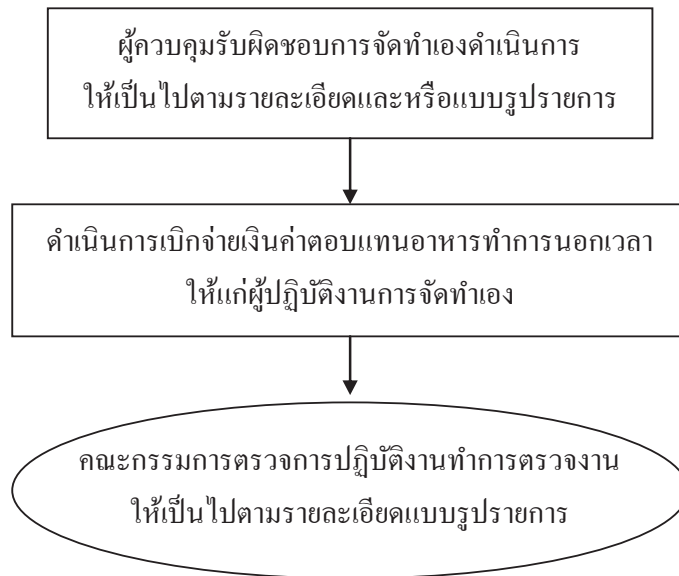 ผู้ควบคุมรับผิดชอบการจัดทำเองดำเนินการ
ให้เป็นไปตามรายละเอียดและหรือแบบรูปรายการ
ดำเนินการเบิกจ่ายเงินค่าตอบแทนอาหารทำการนอกเวลา
ให้แก่ผู้ปฏิบัติงานการจัดทำเอง
คณะกรรมการตรวจการปฏิบัติงานทำการตรวจงาน
ให้เป็นไปตามรายละเอียดแบบรูปรายการ